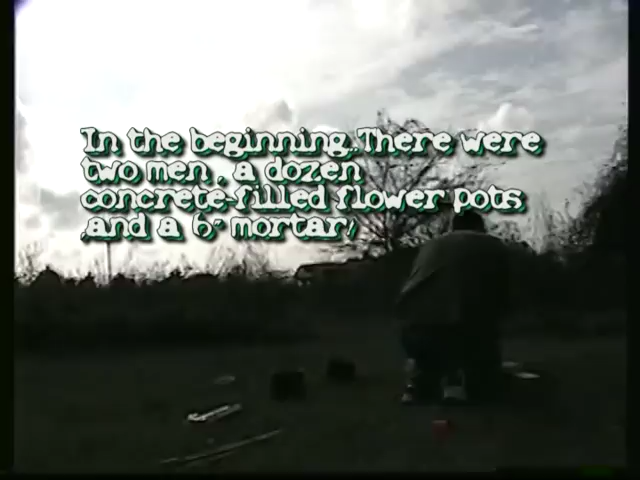 In the beginning..There were
two men , a dozen
concrete-filled flower pots
,and a 6" mortar!